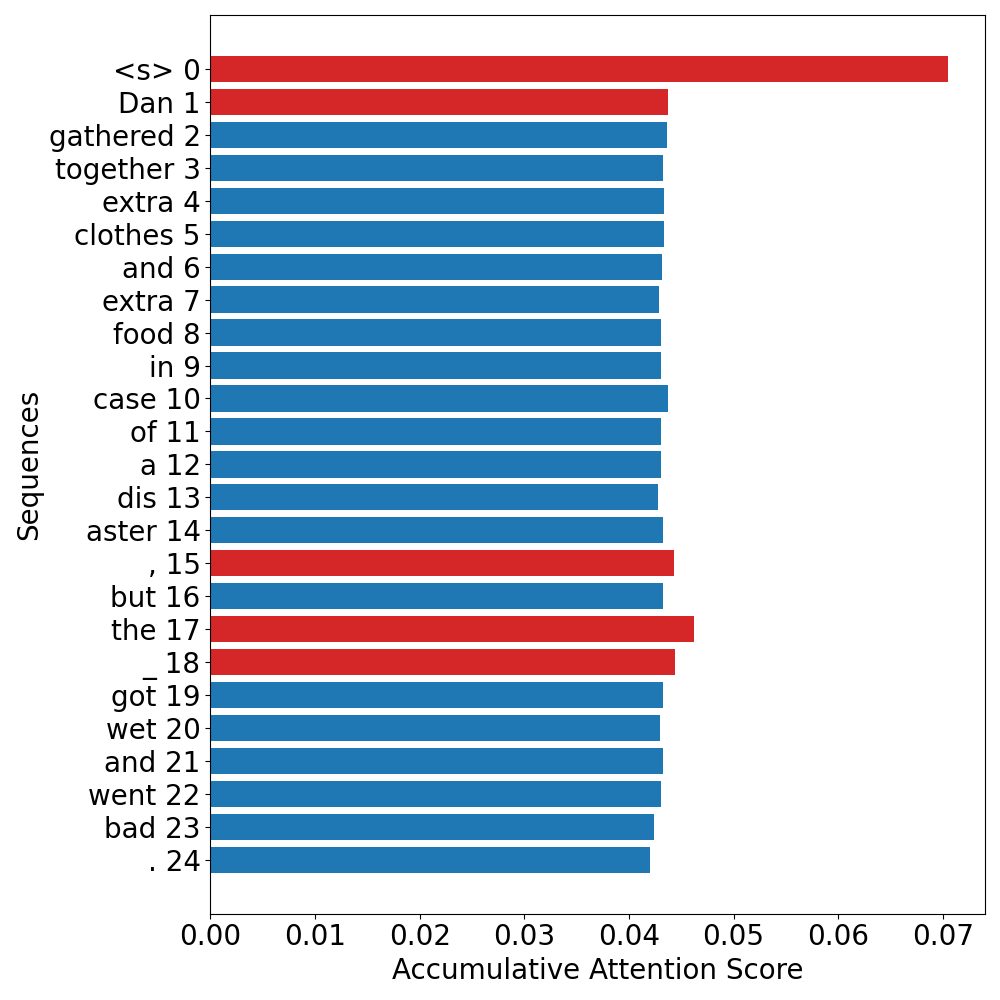 <s> 0
Dan 1
gathered 2
together 3
extra 4
clothes 5
and 6
extra 7
food 8
in 9
case 10
of 11
a 12
dis 13
aster 14
, 15
but 16
the 17
_ 18
got 19
wet 20
and 21
went 22
bad 23
. 24
Sequences
0.00 0.01 0.02 0.03 0.04 0.05 0.06 0.07
Accumulative Attention Score